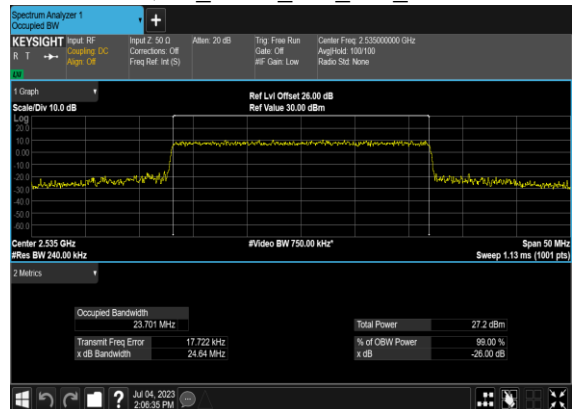 Spectrum Analyzer 1
Occupied BW
+
KEYSIGHT Input: RF Input Z: 50 Ω Atten: 20 dB Trig: Free Run Center Freq: 2.535000000 GHz
R T Coupling: DC Corrections: Off Gate: Off Avg|Hold: 100/100
Align: Off Freq Ref: Int (S) #IF Gain: Low Radio Std: None
1 Graph
Scale/Div 10.0 dB
Ref Lvl Offset 26.00 dB
Ref Value 30.00 dBm
Log
20.0
10.0
0.00
-10.0
-20.0
-30.0
-40.0
-50.0
-60.0
Center 2.535 GHz #Video BW 750.00 kHz* Span 50 MHz
#Res BW 240.00 kHz Sweep 1.13 ms (1001 pts)
2 Metrics
Occupied Bandwidth
23.701 MHz
Total Power 27.2 dBm
Transmit Freq Error 17.722 kHz % of OBW Power 99.00 %
x dB Bandwidth 24.64 MHz x dB -26.00 dB
? Jul 04, 2023
2:06:35 PM